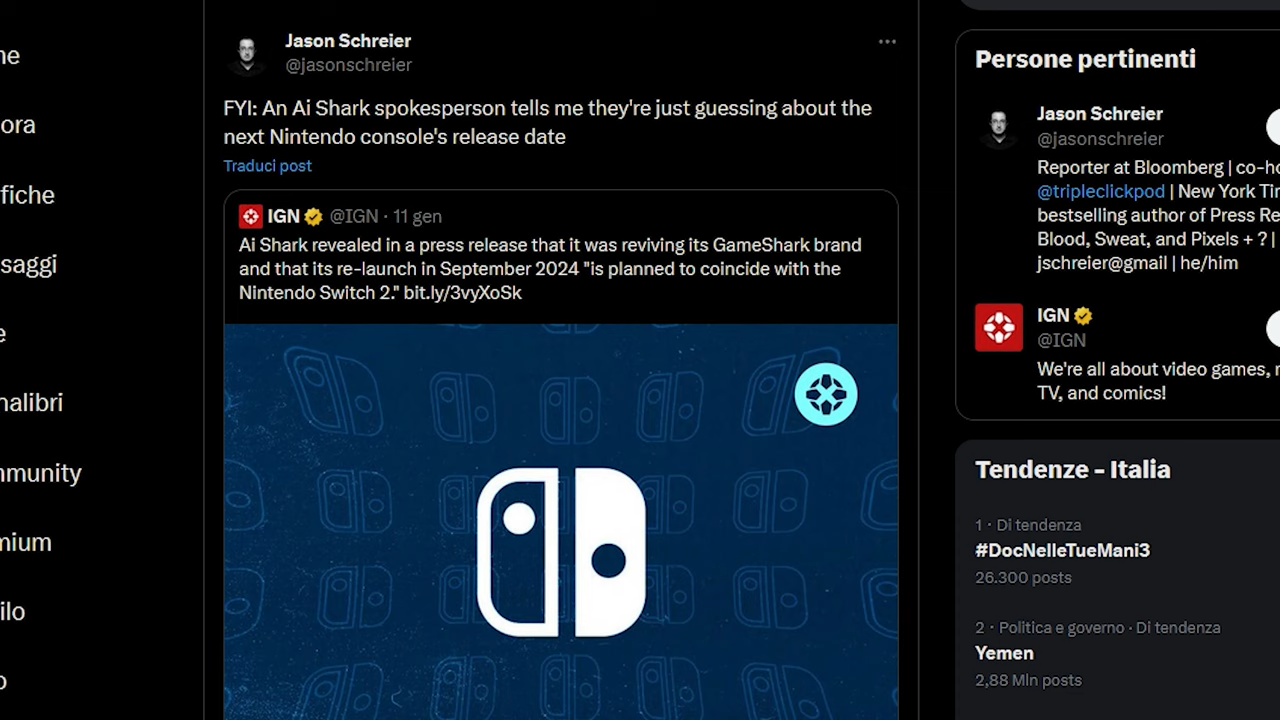 ne
ora
fiche
saggi
e
nalibri
mmunity
mium
ilo
o
Jason Schreier
@jasonschreier
FYI: An Ai Shark spokesperson tells me they're just guessing about the
next Nintendo console's release date
Traduci post
IGN @IGN · 11 gen
Ai Shark revealed in a press release that it was reviving its GameShark brand
and that its re-launch in September 2024 "is planned to coincide with the
Nintendo Switch 2." bit.ly/3vyXoSk
Persone pertinenti
Jason Schreier
@jasonschreier
Reporter at Bloomberg | co-ho
@tripleclickpod | New York Tin
bestselling author of Press Re
Blood, Sweat, and Pixels + ? |
jschreier@gmail | he/him
IGN
@IGN
We're all about video games, m
TV, and comics!
Tendenze - Italia
1 · Di tendenza
#DocNelleTueMani3
26.300 posts
2 · Politica e governo · Di tendenza
Yemen
2,88 Mln posts